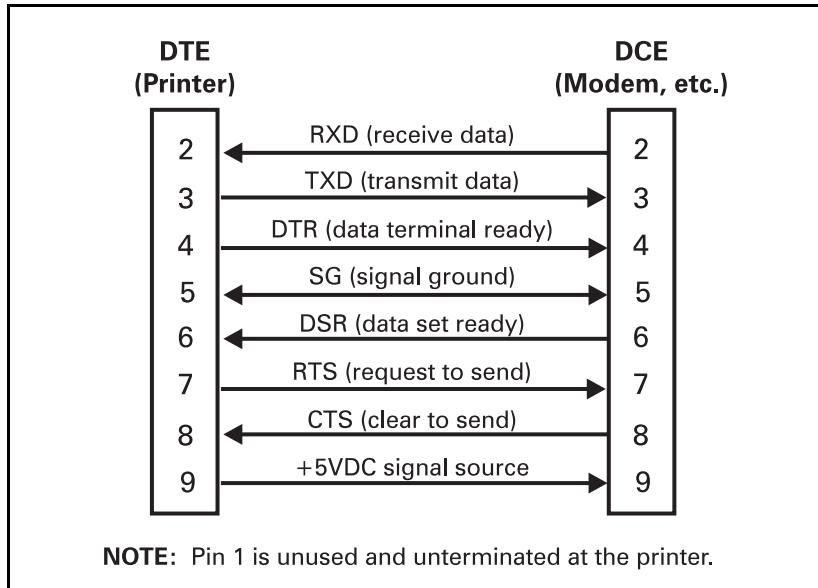 DTE
(Printer)
DCE
(Modem, etc.)
2 RXD (receive data) 2
3 TXD (transmit data) 3
4 DTR (data terminal ready) 4
5 SG (signal ground) 5
6 DSR (data set ready) 6
7 RTS (request to send) 7
8 CTS (clear to send) 8
9 +5VDC signal source 9
NOTE: Pin 1 is unused and unterminated at the printer.